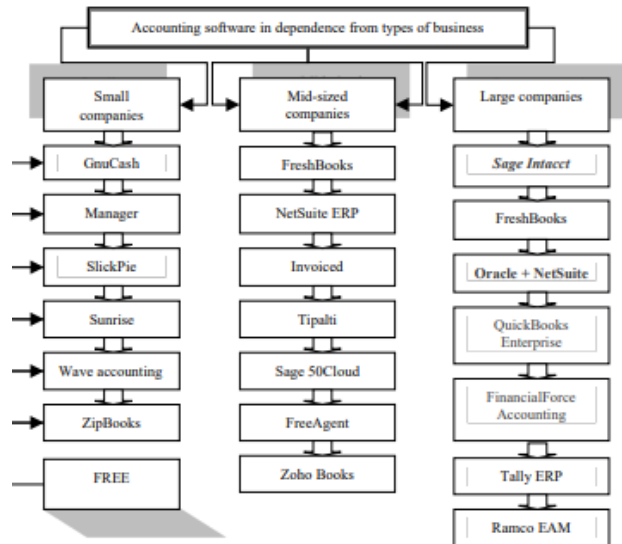 Accounting software in dependence from types of business
Small
companies
GnuCash
Manager
SlickPie
Sunrise
Wave accounting
ZipBooks
FREE
Mid-sized
companies
FreshBooks
NetSuite ERP
Invoiced
Tipalti
Sage 50Cloud
FreeAgent
Zoho Books
Large companies
Sage Intacct
FreshBooks
Oracle + NetSuite
QuickBooks
Enterprise
FinancialForce
Accounting
Tally ERP
Ramco EAM